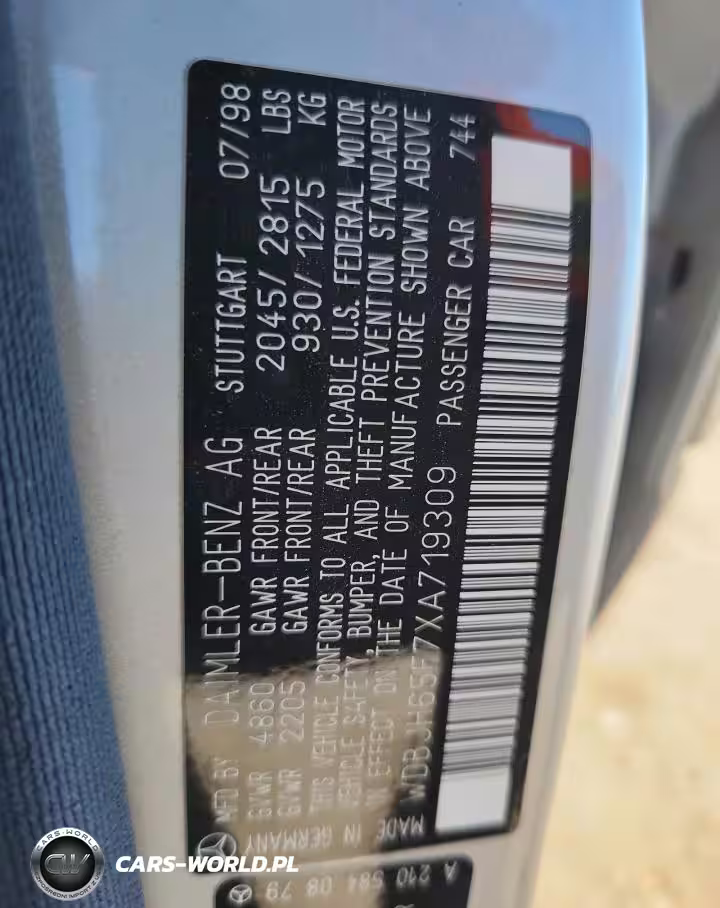 MFD BY DAIMLER-BENZ AG STUTTGART 07/98
GVWR 4860 GAWR FRONT/REAR 2045/2815 LBS
GVWR 2205 GAWR FRONT/REAR 930/1275 KG
THIS VEHICLE CONFORMS TO ALL APPLICABLE U.S. FEDERAL MOTOR
VEHICLE SAFETY, BUMPER, AND THEFT PREVENTION STANDARDS
IN EFFECT ON THE DATE OF MANUFACTURE SHOWN ABOVE
MADE IN GERMANY
WDBJH65F7XA719309 PASSENGER CAR 744
A 210 584 08 79
CARS-WORLD
CW
CARS-WORLD.PL